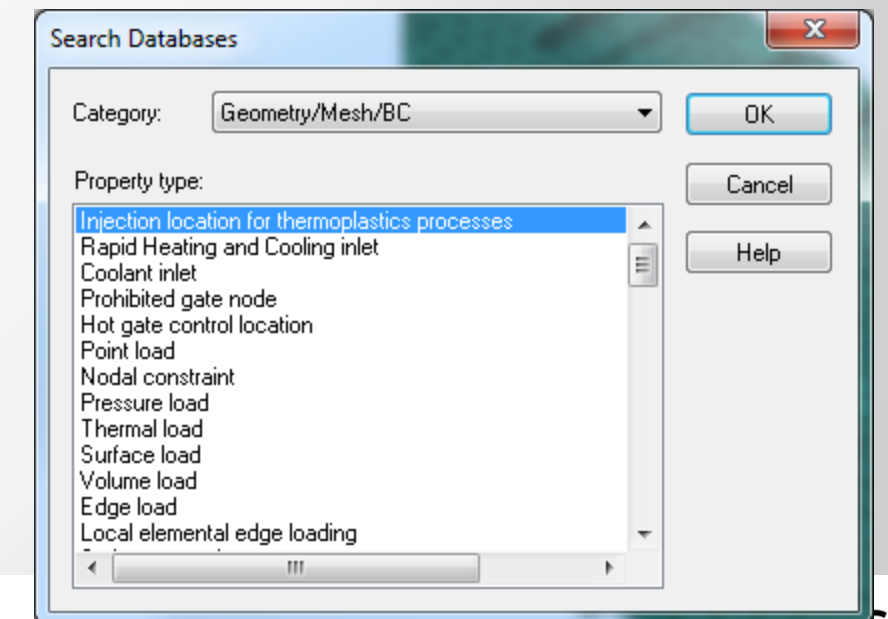 Search Databases
Category: Geometry/Mesh/BC OK
Property type: Cancel
Injection location for thermoplastics processes
Rapid Heating and Cooling inlet Help
Coolant inlet
Prohibited gate node
Hot gate control location
Point load
Nodal constraint
Pressure load
Thermal load
Surface load
Volume load
Edge load
Local elemental edge loading